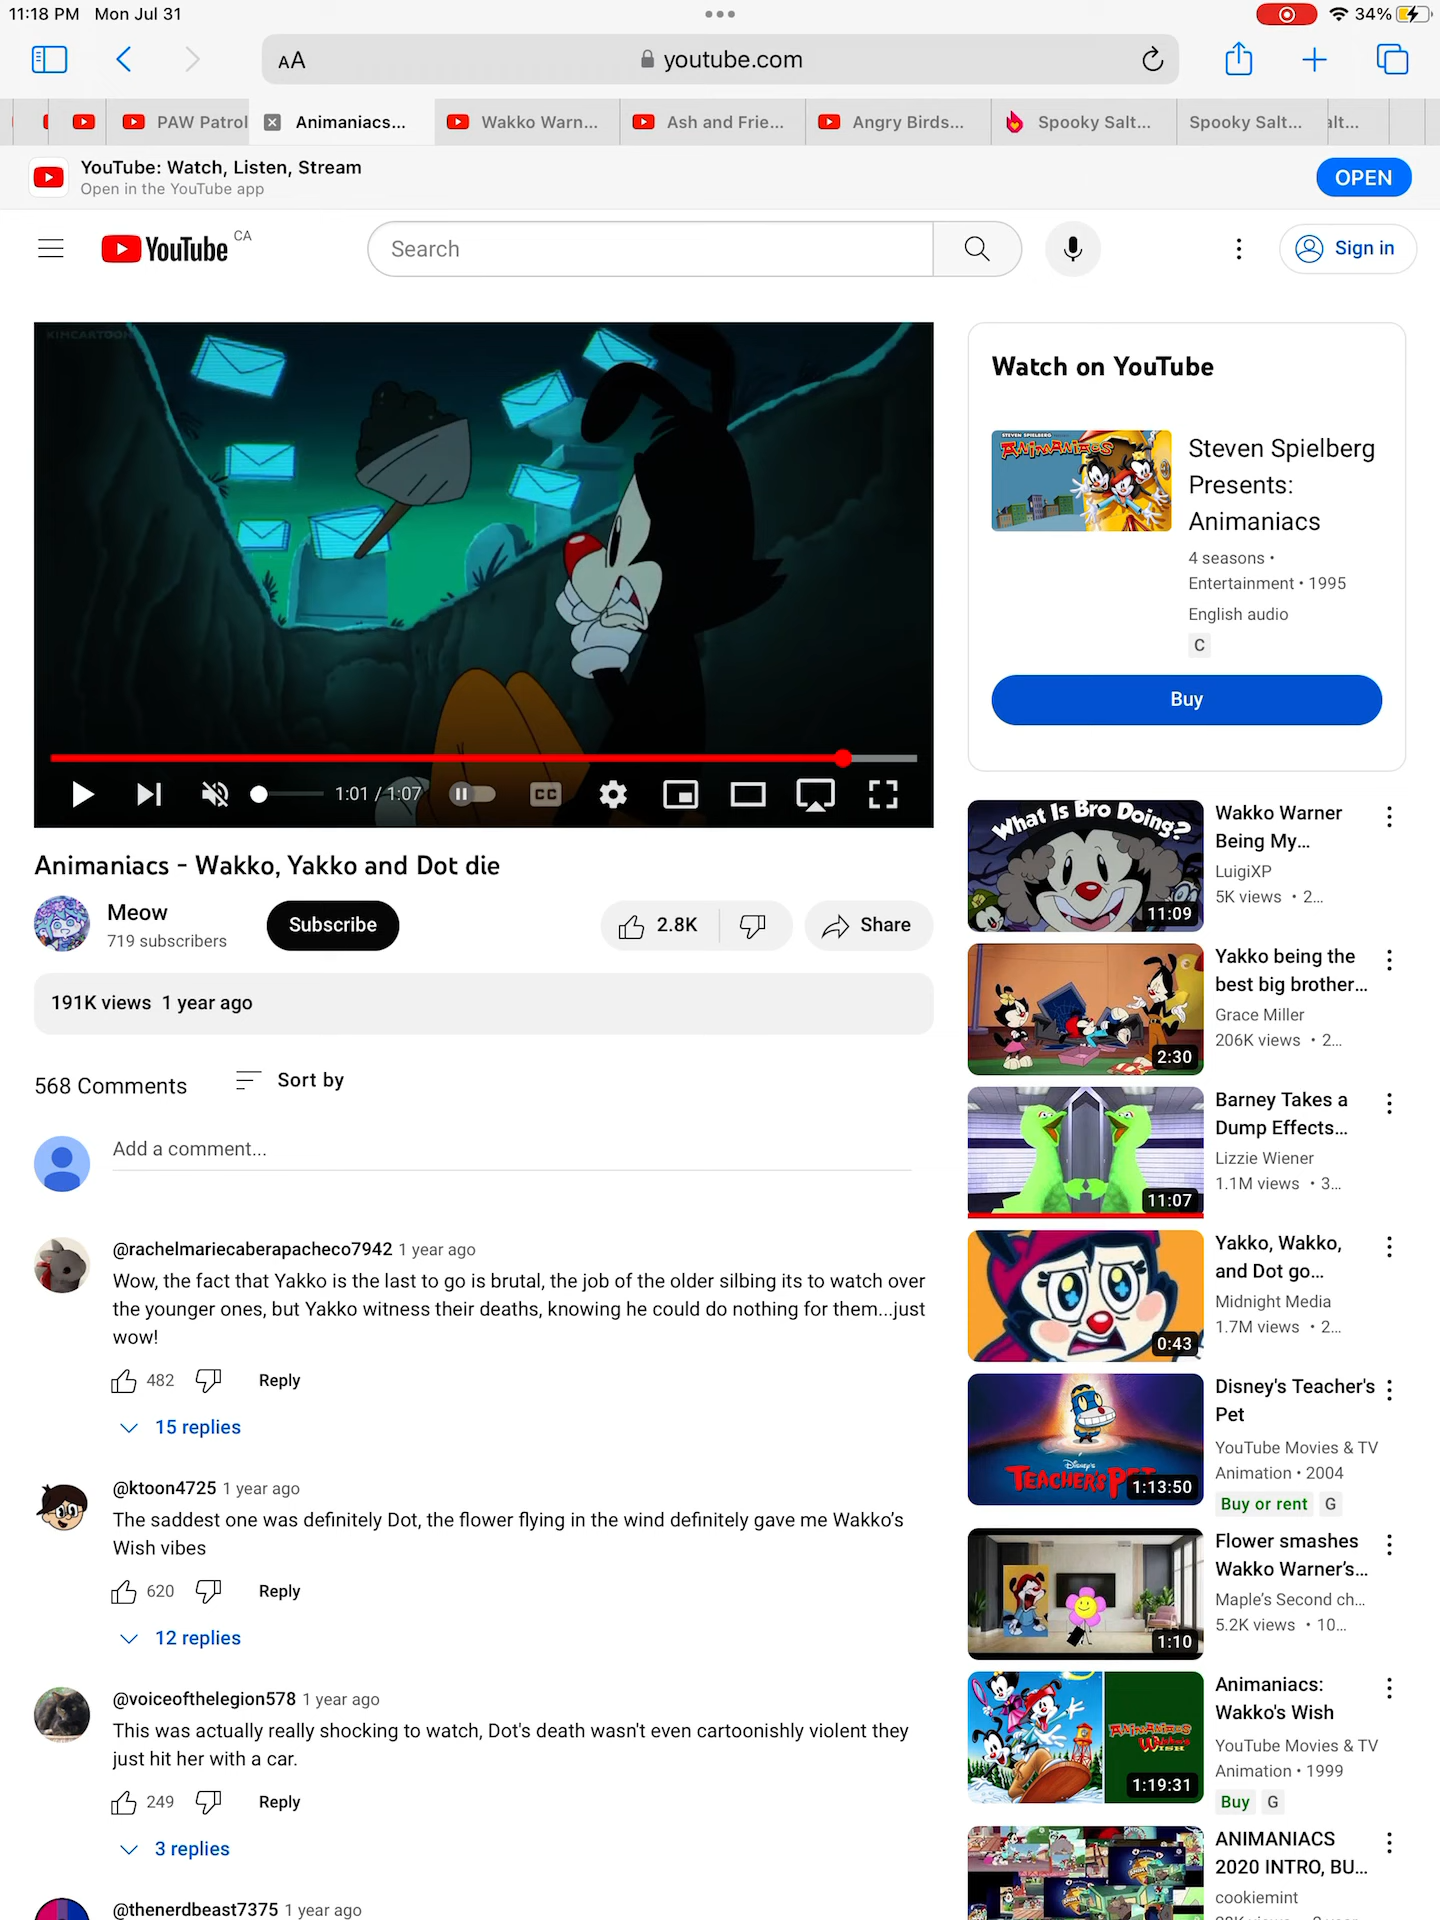 11:18 PM Mon Jul 31
34%
AA
youtube.com
PAW Patrol
Animaniacs...
Wakko Warn...
Ash and Frie...
Angry Birds...
Spooky Salt...
Spooky Salt...
alt...
YouTube: Watch, Listen, Stream
Open in the YouTube app
OPEN
YouTube CA
Search
Sign in
KIMCARTOON
1:01 / 1:07
CC
Animaniacs - Wakko, Yakko and Dot die
Meow
719 subscribers
Subscribe
2.8K
Share
191K views 1 year ago
568 Comments
Sort by
Add a comment...
@rachelmariecaberapacheco7942 1 year ago
Wow, the fact that Yakko is the last to go is brutal, the job of the older silbing its to watch over
the younger ones, but Yakko witness their deaths, knowing he could do nothing for them...just
wow!
482
Reply
15 replies
@ktoon4725 1 year ago
The saddest one was definitely Dot, the flower flying in the wind definitely gave me Wakko's
Wish vibes
620
Reply
12 replies
@voiceofthelegion578 1 year ago
This was actually really shocking to watch, Dot's death wasn't even cartoonishly violent they
just hit her with a car.
249
Reply
3 replies
@thenerdbeast7375 1 year ago
Watch on YouTube
STEVEN SPIELBERG
ANIMANIACS
Steven Spielberg
Presents:
Animaniacs
4 seasons •
Entertainment • 1995
English audio
C
Buy
What Is Bro Doing?
11:09
Wakko Warner
Being My...
LuigiXP
5K views • 2...
2:30
Yakko being the
best big brother...
Grace Miller
206K views • 2...
11:07
Barney Takes a
Dump Effects...
Lizzie Wiener
1.1M views • 3...
0:43
Yakko, Wakko,
and Dot go...
Midnight Media
1.7M views • 2...
Disney's
TEACHER'S PET
1:13:50
Disney's Teacher's
Pet
YouTube Movies & TV
Animation • 2004
Buy or rent G
1:10
Flower smashes
Wakko Warner's...
Maple's Second ch...
5.2K views • 10...
ANIMANIACS
Wakko's
WISH
1:19:31
Animaniacs:
Wakko's Wish
YouTube Movies & TV
Animation • 1999
Buy G
ANIMANIACS
2020 INTRO, BU...
cookiemint